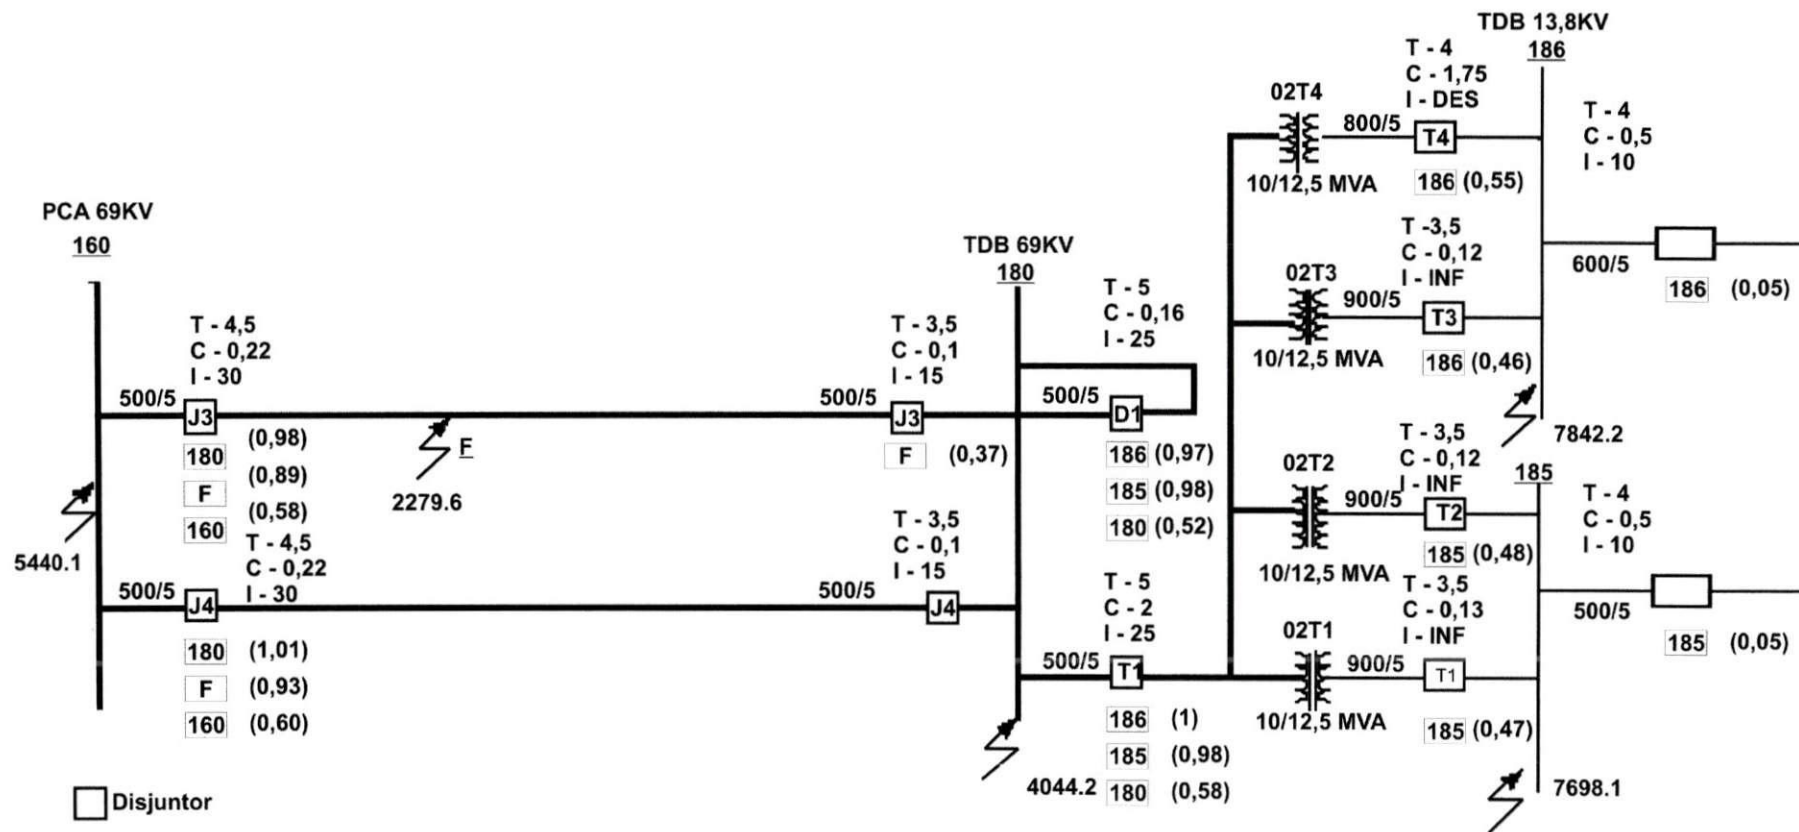 PCA 69KV
160
T - 4,5
C - 0,22
I - 30
500/5
J3
180 (0,98)
F (0,89)
160 (0,58)
F
2279.6
5440.1
T - 4,5
C - 0,22
I - 30
500/5
J4
180 (1,01)
F (0,93)
160 (0,60)
Disjuntor
T - 3,5
C - 0,1
I - 15
500/5
J3
F (0,37)
T - 3,5
C - 0,1
I - 15
500/5
J4
TDB 69KV
180
T - 5
C - 0,16
I - 25
500/5
D1
186 (0,97)
185 (0,98)
180 (0,52)
T - 5
C - 2
I - 25
500/5
T1
186 (1)
185 (0,98)
180 (0,58)
4044.2
02T4
10/12,5 MVA
T - 4
C - 1,75
I - DES
800/5
T4
186 (0,55)
02T3
10/12,5 MVA
T -3,5
C - 0,12
I - INF
900/5
T3
186 (0,46)
02T2
10/12,5 MVA
T - 3,5
C - 0,12
I - INF
900/5
T2
185 (0,48)
02T1
10/12,5 MVA
T - 3,5
C - 0,13
I - INF
900/5
T1
185 (0,47)
TDB 13,8KV
186
T - 4
C - 0,5
I - 10
600/5
186 (0,05)
7842.2
185
T - 4
C - 0,5
I - 10
500/5
185 (0,05)
7698.1